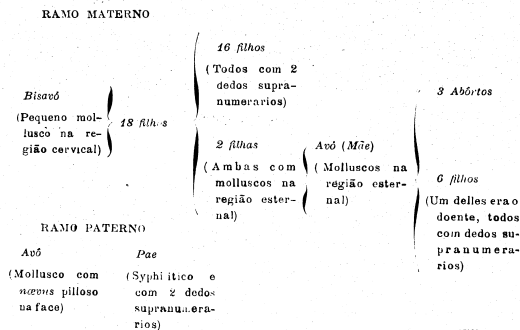 RAMO MATERNO
Bisavó
(Pequeno mol-
lusco na re-
gião cervical)
18 filhos
16 filhos
(Todos com 2
dedos supra-
numerarios)
2 filhas
(Ambas com
molluscos na
região ester-
nal)
Avó (Mãe)
(Molluscos na
região ester-
nal)
3 Abórtos
6 filhos
(Um delles era o
doente, todos
com dedos su-
pranumera-
rios)
RAMO PATERNO
Avô
(Mollusco com
nævus pilloso
na face)
Pae
(Syphilitico e
com 2 dedos
supranumera-
rios)